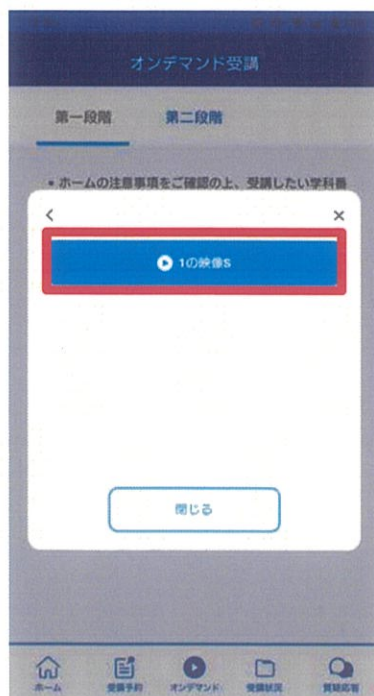 オンデマンド受講
第一段階 第二段階
• ホームの注意事項をご確認の上、受講したい学科番
< ×
1の映像S
閉じる
ホーム 受講予約 オンデマンド 受講状況 質疑応答